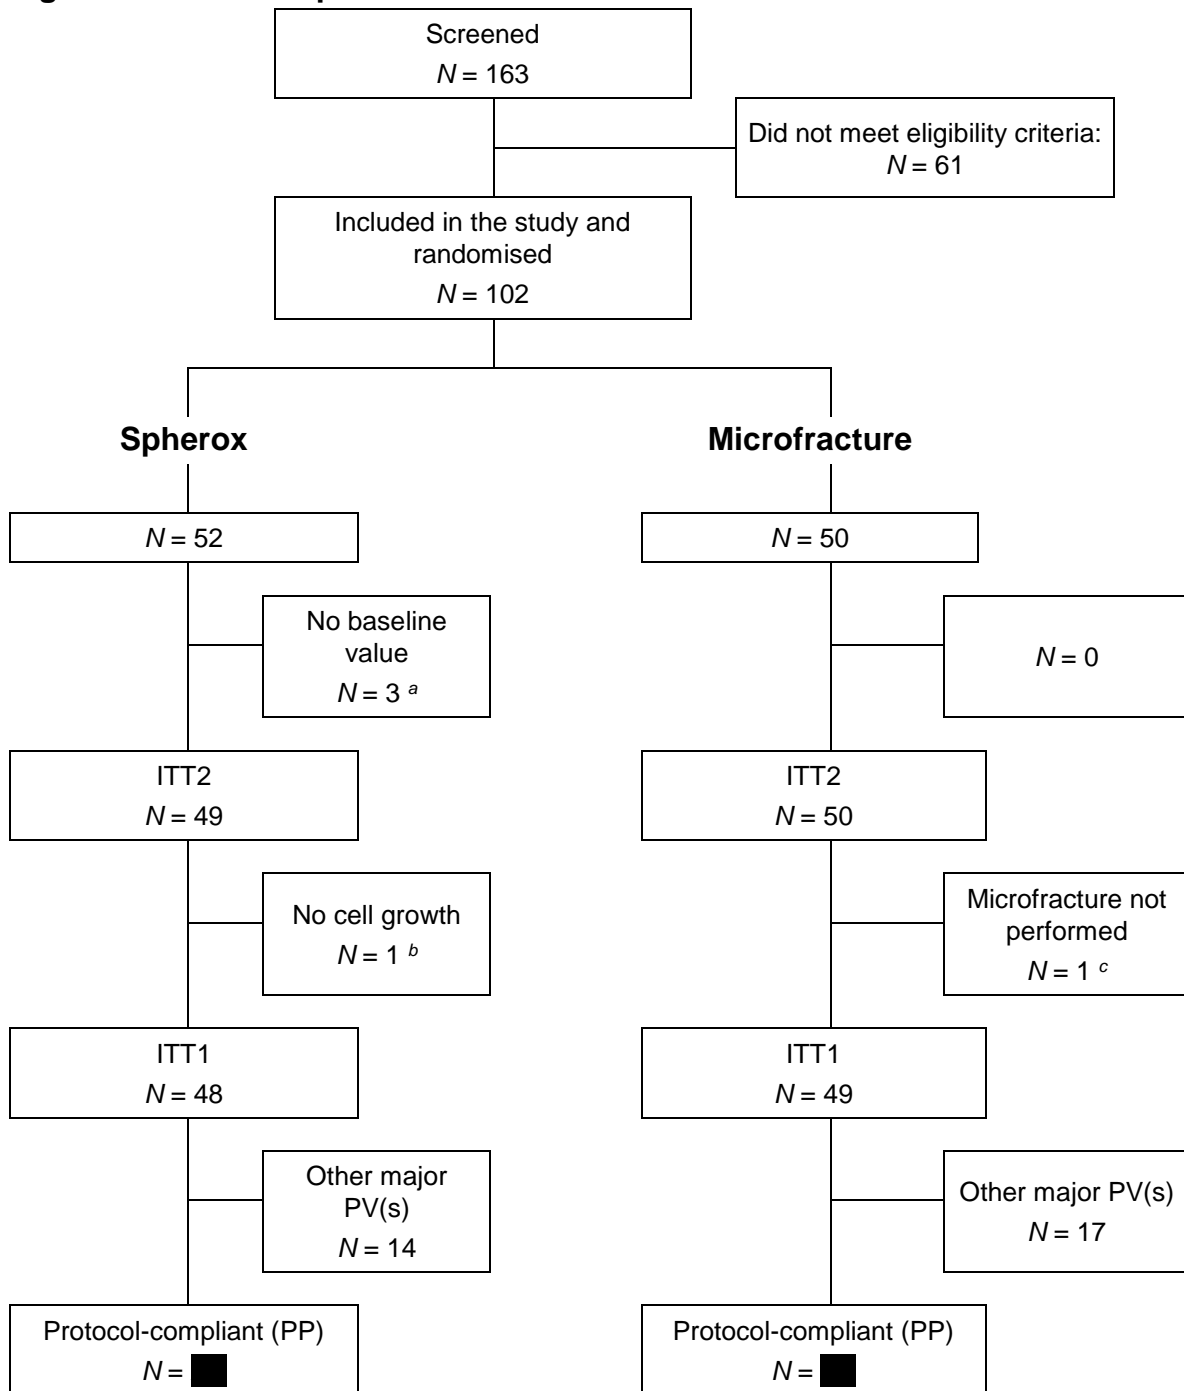 Screened
N = 163
Did not meet eligibility criteria:
N = 61
Included in the study and
randomised
N = 102
Spherox
Microfracture
N = 52
N = 50
No baseline
value
N = 3 a
N = 0
ITT2
N = 49
ITT2
N = 50
No cell growth
N = 1 b
Microfracture not
performed
N = 1 c
ITT1
N = 48
ITT1
N = 49
Other major
PV(s)
N = 14
Other major PV(s)
N = 17
Protocol-compliant (PP)
N =
Protocol-compliant (PP)
N =